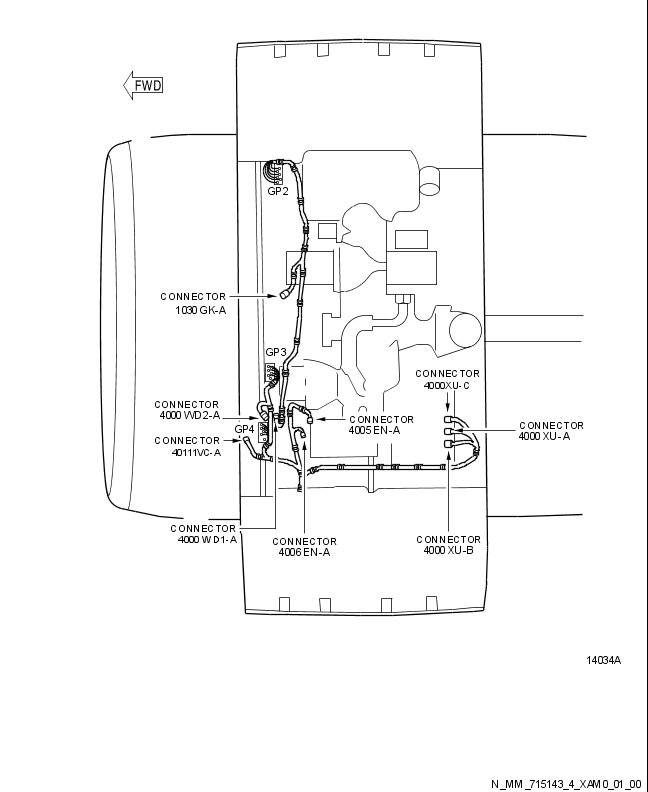 FWD
GP2
CONNECTOR
1030 GK-A
GP3
CONNECTOR
4000XU-C
CONNECTOR
4000 WD2-A
GP4
CONNECTOR
4005 EN-A
CONNECTOR
4000 XU-A
CONNECTOR
40111VC-A
CONNECTOR
4000 WD1-A
CONNECTOR
4006 EN-A
CONNECTOR
4000 XU-B
14034A
N_MM_715143_4_XAM0_01_00